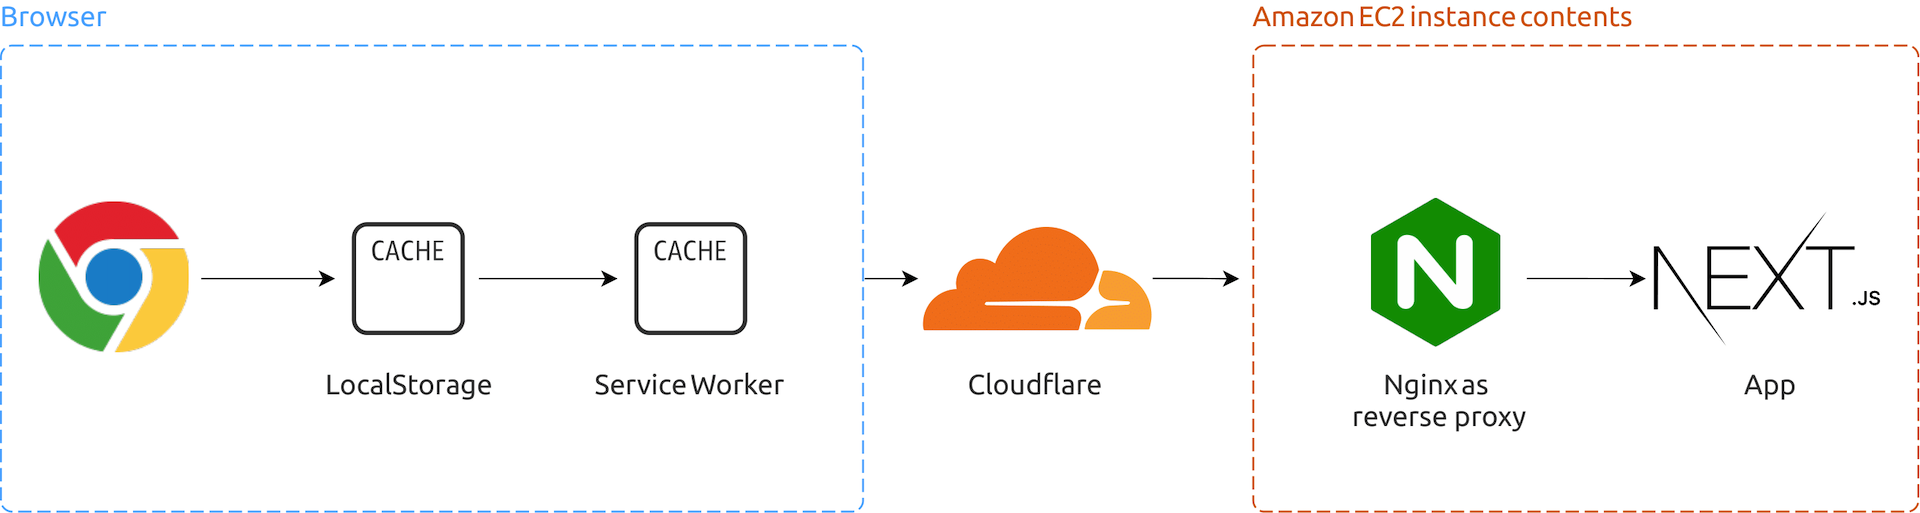 Browser
Amazon EC2 instance contents
CACHE
CACHE
NEXT.JS
LocalStorage
Service Worker
Cloudflare
Nginx as
reverse proxy
App